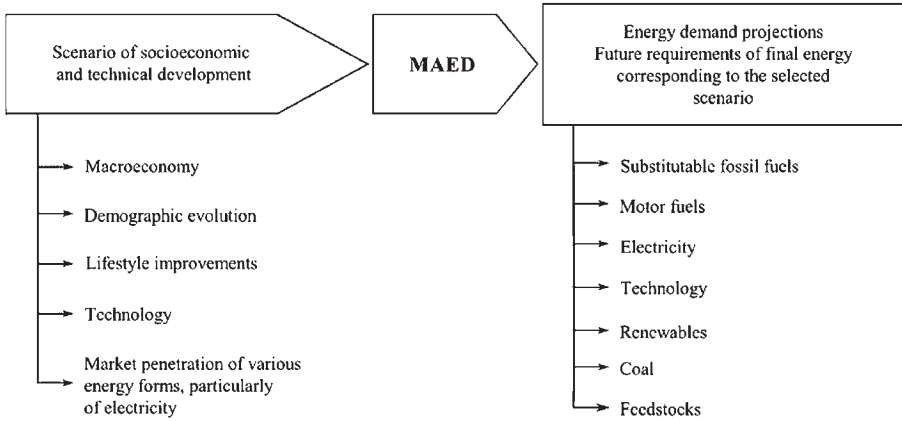 Scenario of socioeconomic
and technical development
MAED
Energy demand projections
Future requirements of final energy
corresponding to the selected
scenario
Macroeconomy
Demographic evolution
Lifestyle improvements
Technology
Market penetration of various
energy forms, particularly
of electricity
Substitutable fossil fuels
Motor fuels
Electricity
Technology
Renewables
Coal
Feedstocks